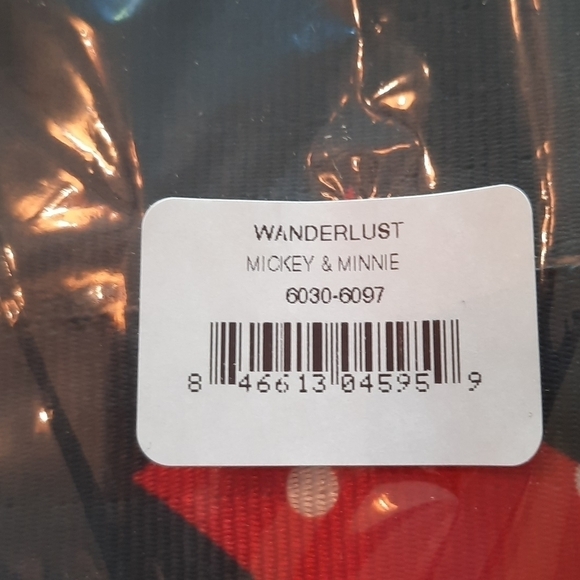 WANDERLUST
MICKEY & MINNIE
6030-6097
8 46613 04595 9